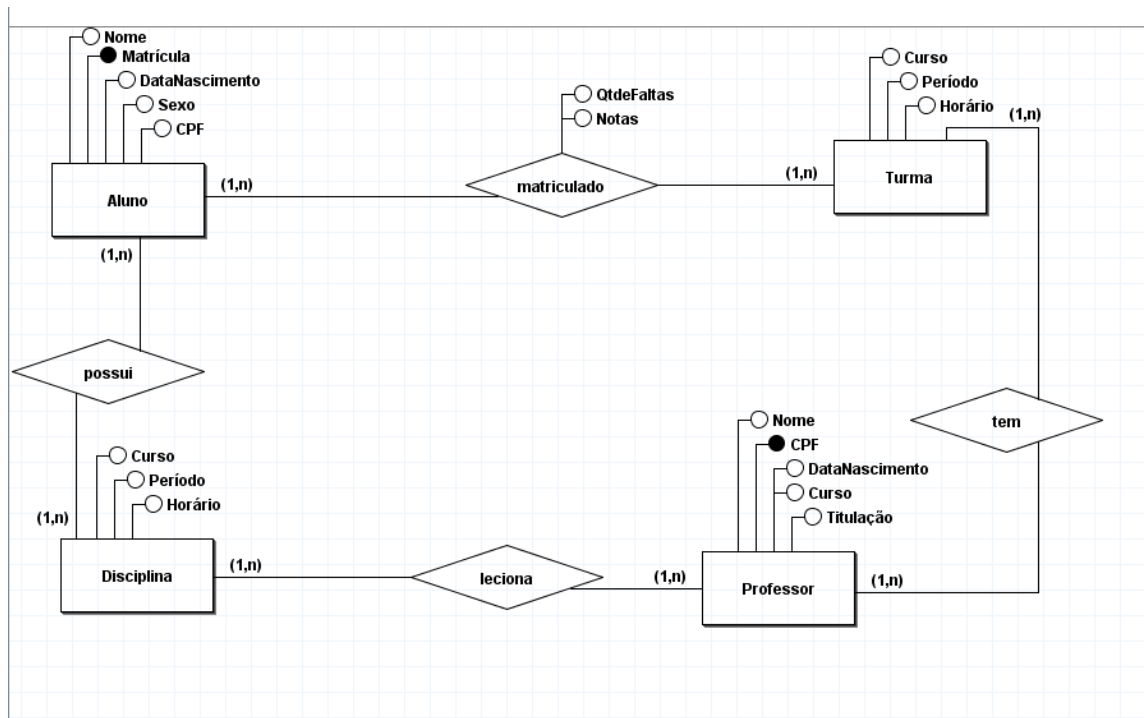 Nome
Matrícula
DataNascimento
Sexo
CPF
Aluno
(1,n)
(1,n)
QtdeFaltas
Notas
matriculado
(1,n)
Curso
Período
Horário
(1,n)
Turma
possui
(1,n)
Curso
Período
Horário
Disciplina
(1,n)
leciona
(1,n)
Nome
CPF
DataNascimento
Curso
Titulação
Professor
(1,n)
tem